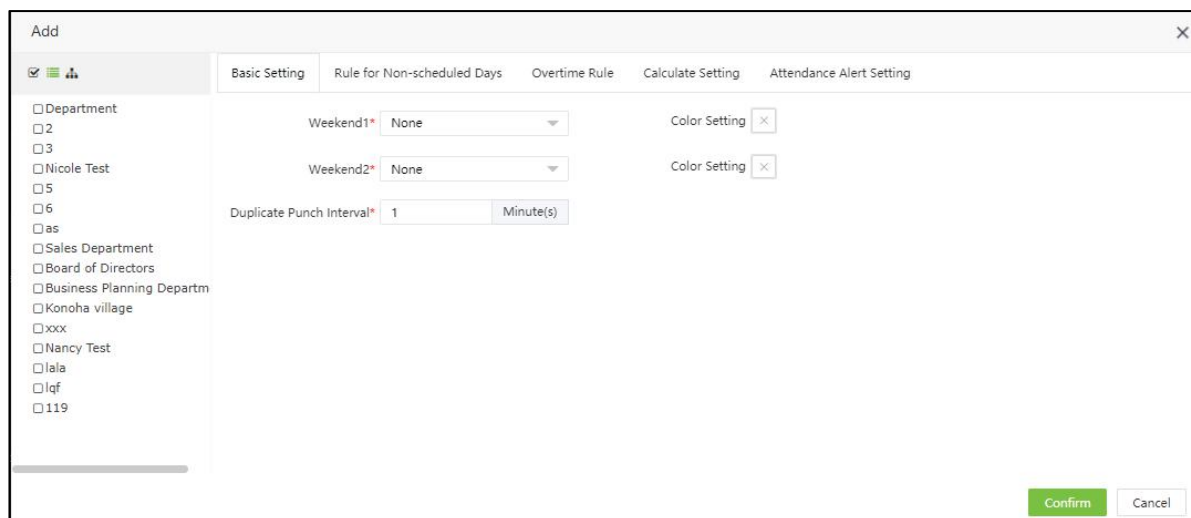 Add
Basic Setting Rule for Non-scheduled Days Overtime Rule Calculate Setting Attendance Alert Setting
Department
2
3
Nicole Test
5
6
as
Sales Department
Board of Directors
Business Planning Departm
Konoha village
xxx
Nancy Test
lala
lqf
119
Weekend1* None Color Setting
Weekend2* None Color Setting
Duplicate Punch Interval* 1 Minute(s)
Confirm Cancel